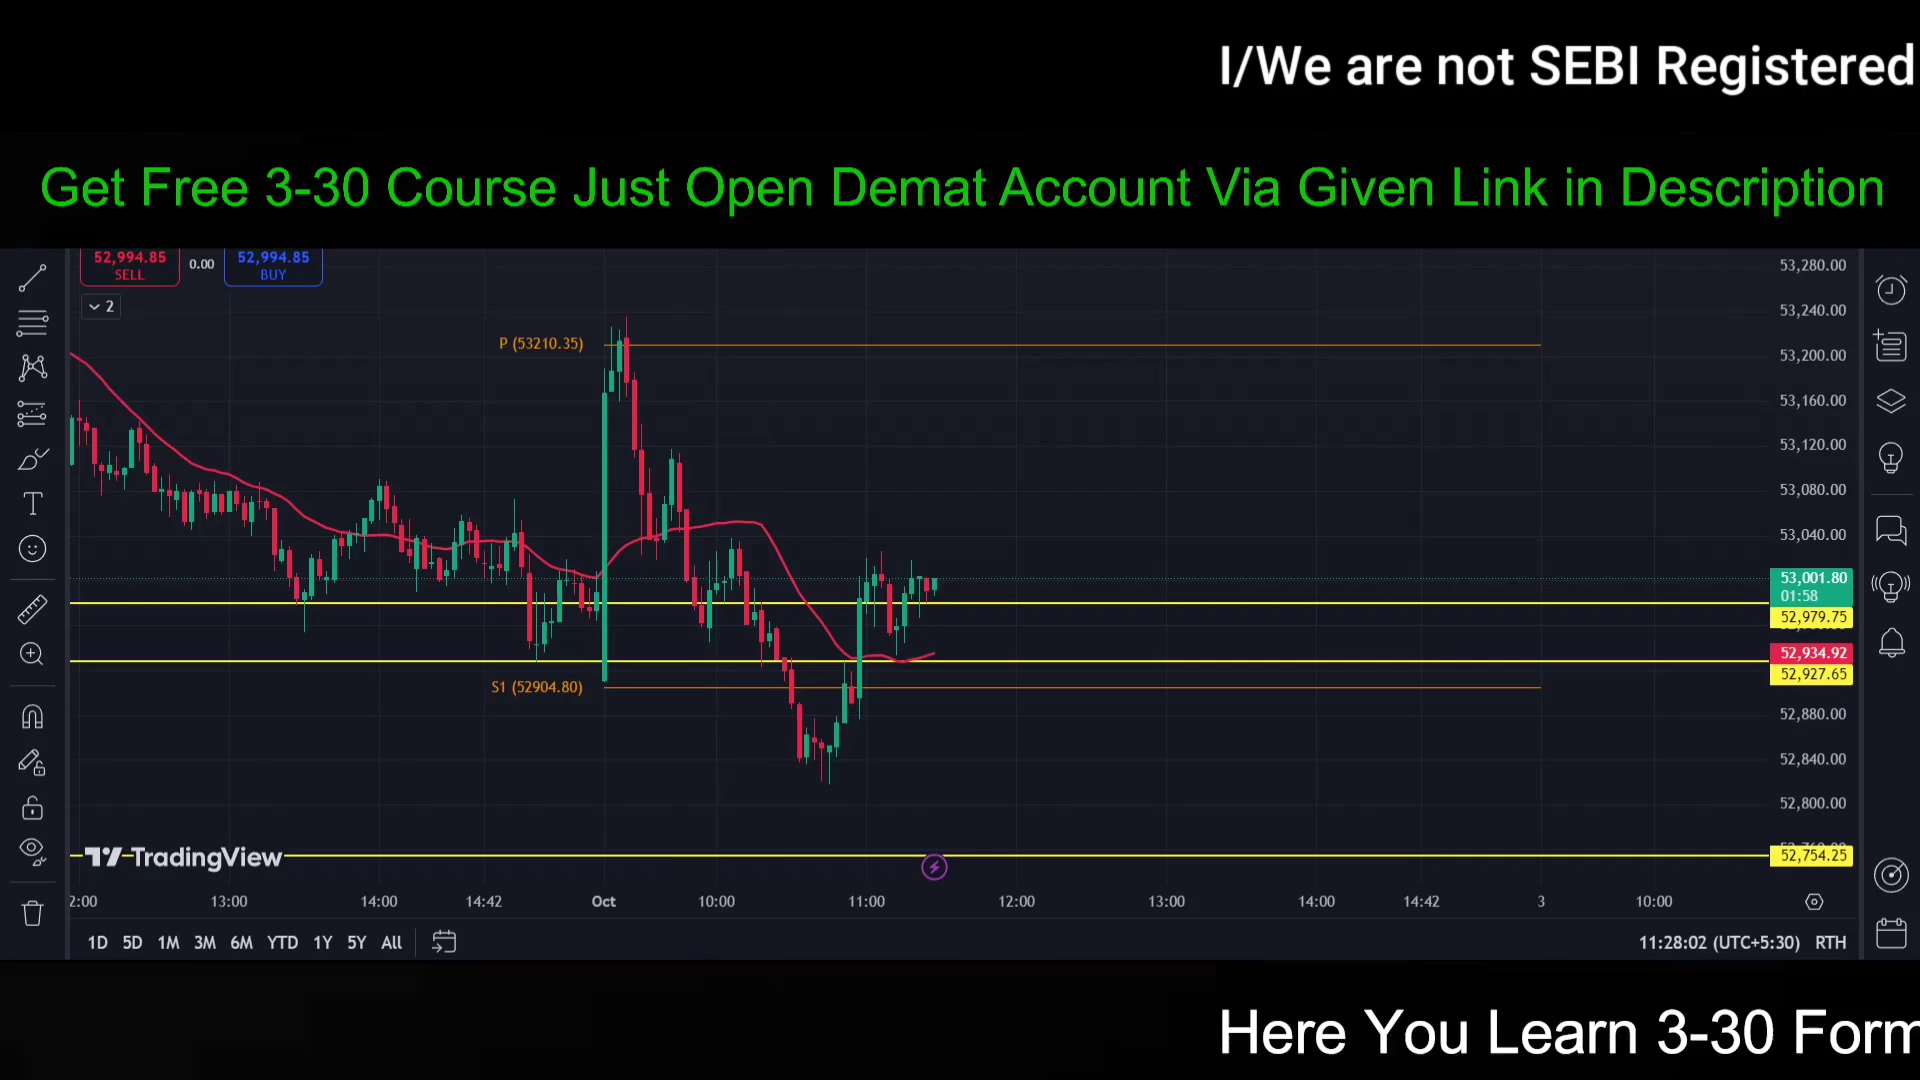 I/We are not SEBI Registered
Get Free 3-30 Course Just Open Demat Account Via Given Link in Description
52,994.85 0.00 52,994.85
SELL BUY
2
53,280.00
53,240.00
53,200.00
53,160.00
53,120.00
53,080.00
53,040.00
53,001.80
01:58
52,979.75
52,934.92
52,927.65
52,880.00
52,840.00
52,800.00
52,754.25
P (53210.35)
S1 (52904.80)
TradingView
2:00 13:00 14:00 14:42 Oct 10:00 11:00 12:00 13:00 14:00 14:42 3 10:00
1D 5D 1M 3M 6M YTD 1Y 5Y All 11:28:02 (UTC+5:30) RTH
Here You Learn 3-30 Form